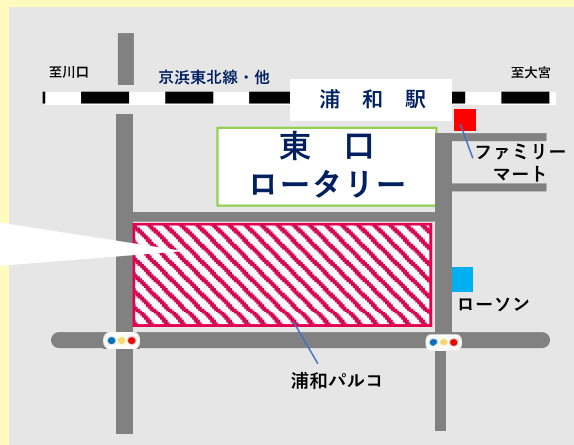 至川口
京浜東北線・他
至大宮
浦和駅
東口
ロータリー
ファミリー
マート
ローソン
浦和パルコ